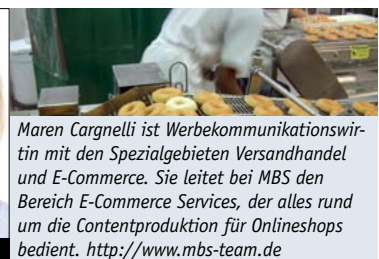 Maren Cargnelli ist Werbekommunikationswir-
tin mit den Spezialgebieten Versandhandel
und E-Commerce. Sie leitet bei MBS den
Bereich E-Commerce Services, der alles rund
um die Contentproduktion für Onlineshops
bedient. http://www.mbs-team.de